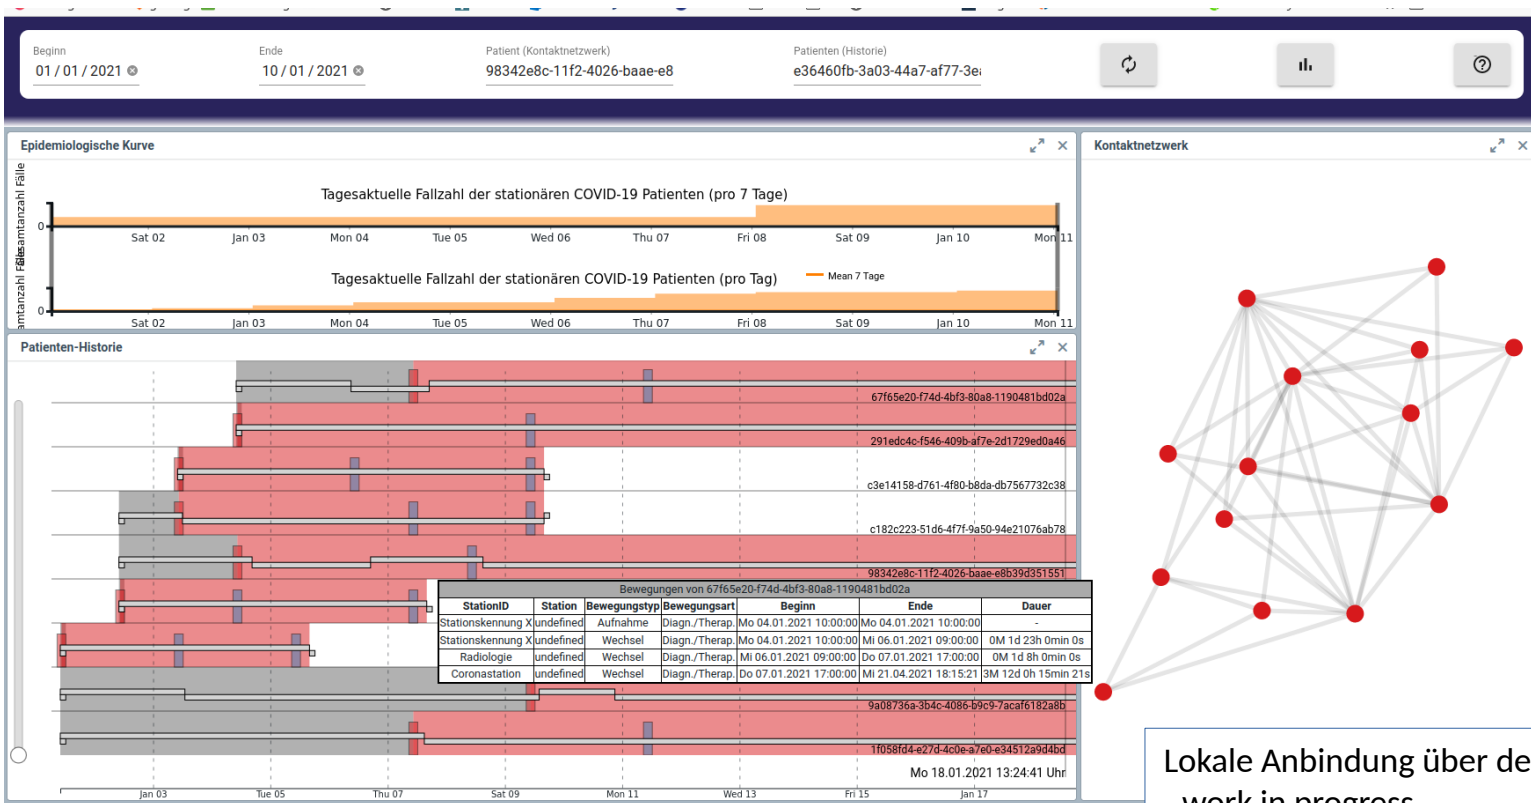 Beginn
01 / 01 / 2021
Ende
10 / 01 / 2021
Patient (Kontaktnetzwerk)
98342e8c-11f2-4026-baae-e8
Patienten (Historie)
e36460fb-3a03-44a7-af77-3e
Epidemiologische Kurve
Tagesaktuelle Fallzahl der stationären COVID-19 Patienten (pro 7 Tage)
0
Sat 02 Jan 03 Mon 04 Tue 05 Wed 06 Thu 07 Fri 08 Sat 09 Jan 10 Mon 11
Tagesaktuelle Fallzahl der stationären COVID-19 Patienten (pro Tag)
Mean 7 Tage
0
Sat 02 Jan 03 Mon 04 Tue 05 Wed 06 Thu 07 Fri 08 Sat 09 Jan 10 Mon 11
Patienten-Historie
67f65e20-f74d-4bf3-80a8-1190481bd02a
291edc4c-f546-409b-af7e-2d1729ed0a46
c3e14158-d761-4f80-b8da-db7567732c38
c182c223-51d6-4f7f-9a50-94e21076ab78
98342e8c-11f2-4026-baae-e8b39d351551
Bewegungen von 67f65e20-f74d-4bf3-80a8-1190481bd02a
StationID Station Bewegungstyp Bewegungsart Beginn Ende Dauer
Stationskennung X undefined Aufnahme Diagn./Therap. Mo 04.01.2021 10:00:00 Mo 04.01.2021 10:00:00 -
Stationskennung X undefined Wechsel Diagn./Therap. Mo 04.01.2021 10:00:00 Mi 06.01.2021 09:00:00 0M 1d 23h 0min 0s
Radiologie undefined Wechsel Diagn./Therap. Mi 06.01.2021 09:00:00 Do 07.01.2021 17:00:00 0M 1d 8h 0min 0s
Coronastation undefined Wechsel Diagn./Therap. Do 07.01.2021 17:00:00 Mi 21.04.2021 18:15:21 3M 12d 0h 15min 21s
9a08736a-3b4c-4086-b9c9-7acaf6182a8b
1f058fd4-e27d-4c0e-a7e0-e34512a9d4bd
Mo 18.01.2021 13:24:41 Uhr
Jan 03 Tue 05 Thu 07 Sat 09 Mon 11 Wed 13 Fri 15 Jan 17
Kontaktnetzwerk
Lokale Anbindung über de
work in progress